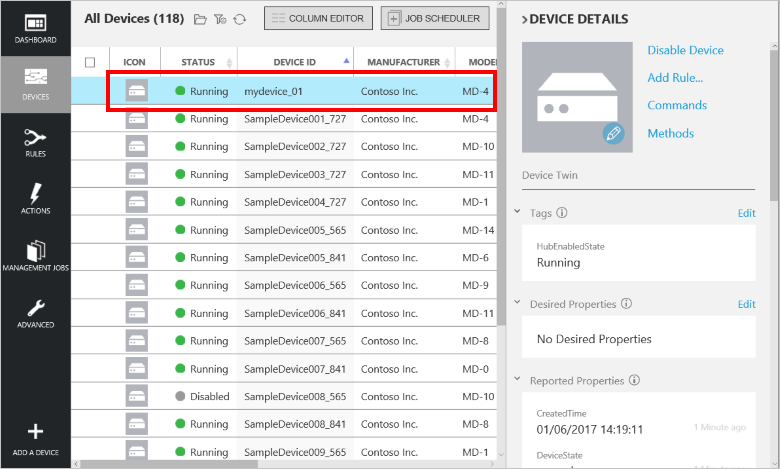 DASHBOARD
DEVICES
RULES
ACTIONS
MANAGEMENT JOBS
ADVANCED
ADD A DEVICE
All Devices (118)
COLUMN EDITOR
JOB SCHEDULER
ICON STATUS DEVICE ID MANUFACTURER MODE
Running mydevice_01 Contoso Inc. MD-4
Running SampleDevice001_727 Contoso Inc. MD-4
Running SampleDevice002_727 Contoso Inc. MD-10
Running SampleDevice003_727 Contoso Inc. MD-11
Running SampleDevice004_727 Contoso Inc. MD-1
Running SampleDevice005_565 Contoso Inc. MD-14
Running SampleDevice005_841 Contoso Inc. MD-6
Running SampleDevice006_565 Contoso Inc. MD-9
Running SampleDevice006_841 Contoso Inc. MD-11
Running SampleDevice007_565 Contoso Inc. MD-8
Running SampleDevice007_841 Contoso Inc. MD-0
Disabled SampleDevice008_565 Contoso Inc. MD-10
Running SampleDevice008_841 Contoso Inc. MD-8
Running SampleDevice009_565 Contoso Inc. MD-1
DEVICE DETAILS
Disable Device
Add Rule...
Commands
Methods
Device Twin
Tags Edit
HubEnabledState
Running
Desired Properties Edit
No Desired Properties
Reported Properties
CreatedTime
01/06/2017 14:19:11 1 Minute ago
DeviceState